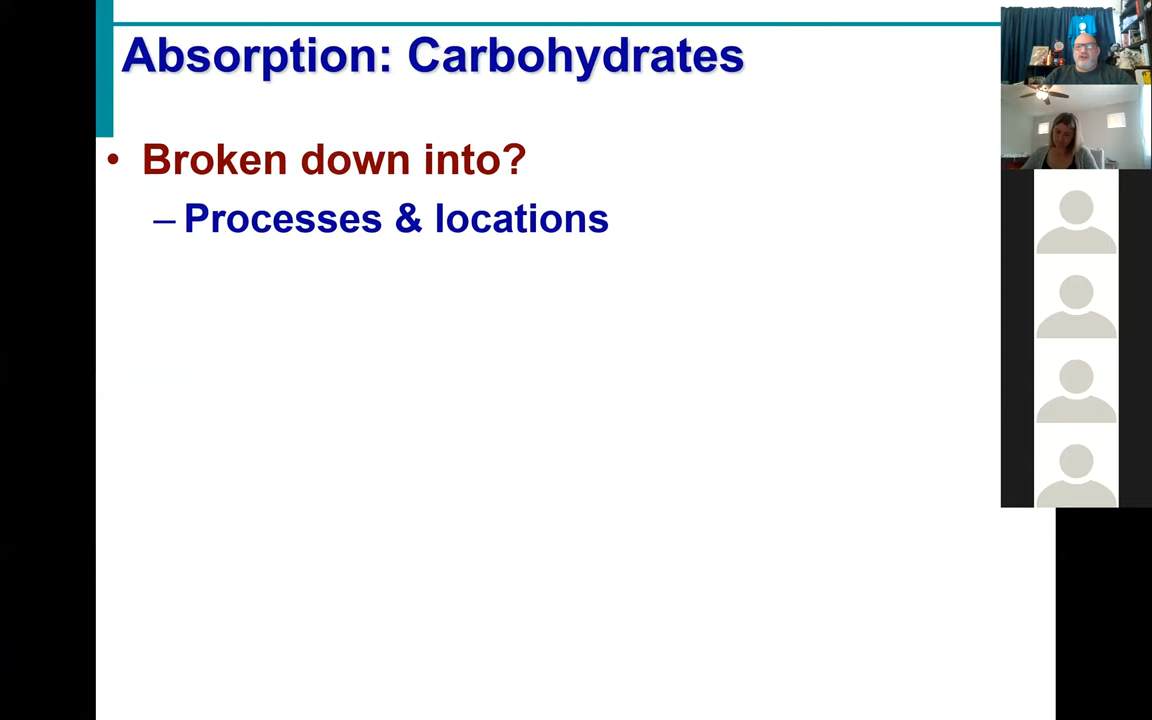 Absorption: Carbohydrates
• Broken down into?
– Processes & locations